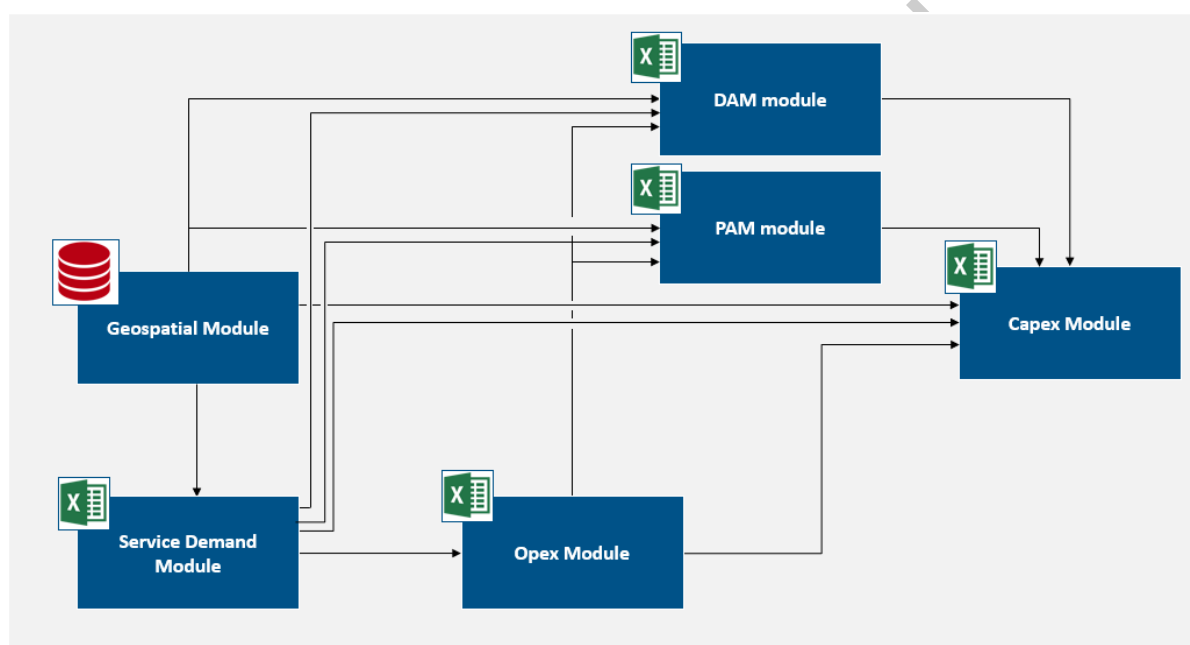 DAM module
PAM module
Geospatial Module
Capex Module
Service Demand
Module
Opex Module